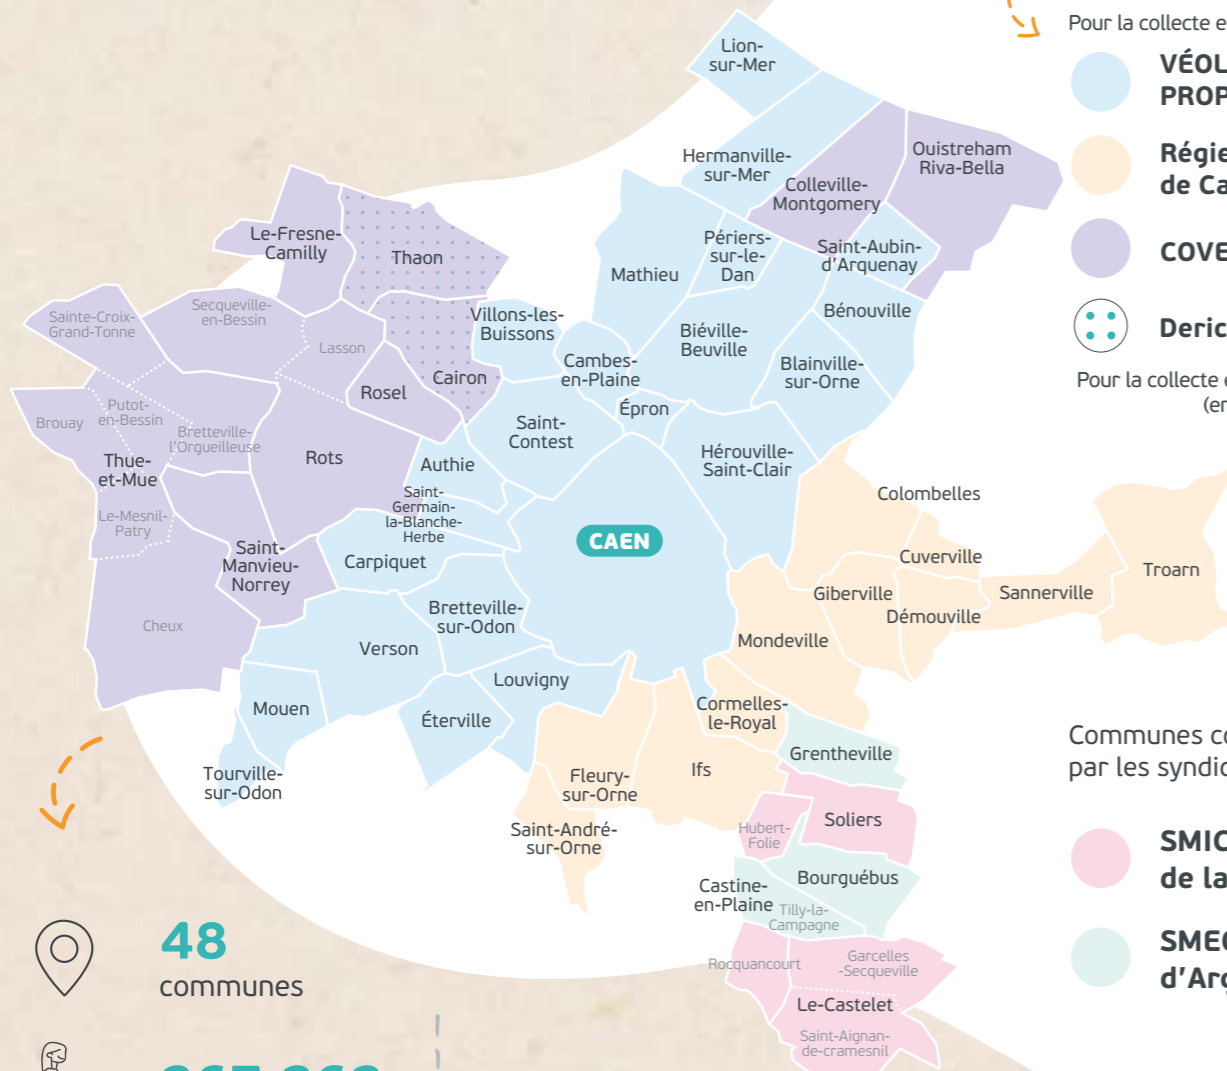 Pour la collecte e
VÉOL
PROP
Régie
de Ca
COVE
Deric
Pour la collecte e
(er
Lion-
sur-Mer
Hermanville-
sur-Mer
Colleville-
Montgomery
Ouistreham
Riva-Bella
Le-Fresne-
Camilly
Thaon
Mathieu
Périers-
sur-le-
Dan
Saint-Aubin-
d'Arquenay
Bénouville
Sainte-Croix-
Grand-Tonne
Secqueville-
en-Bessin
Lasson
Villons-les-
Buissons
Cambes-
en-Plaine
Biéville-
Beuville
Blainville-
sur-Orne
Rosel
Cairon
Épron
Saint-
Contest
Hérouville-
Saint-Clair
Brouay
Putot-
en-Bessin
Bretteville-
l'Orgueilleuse
Thue-
et-Mue
Rots
Authie
Saint-
Germain-
la-Blanche-
Herbe
Le-Mesnil-
Patry
Saint-
Manvieu-
Norrey
Carpiquet
CAEN
Colombelles
Cuverville
Giberville
Démouville
Sannerville
Troarn
Cheux
Verson
Bretteville-
sur-Odon
Mondeville
Louvigny
Mouen
Éterville
Cormelles-
le-Royal
Grentheville
Tourville-
sur-Odon
Fleury-
sur-Orne
Ifs
Saint-André-
sur-Orne
Hubert-
Folie
Soliers
Bourguébus
Castine-
en-Plaine
Tilly-la-
Campagne
Rocquancourt
Garcelles
-Secqueville
Le-Castelet
Saint-Aignan-
de-cramesnil
Communes co
par les syndic
SMIC
de la
SMEO
d'Arg
48
communes